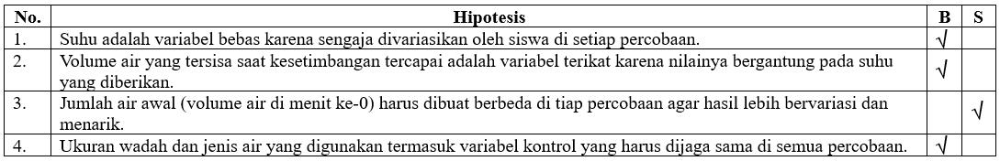 No. Hipotesis B S
1. Suhu adalah variabel bebas karena sengaja divariasikan oleh siswa di setiap percobaan. √
2. Volume air yang tersisa saat kesetimbangan tercapai adalah variabel terikat karena nilainya bergantung pada suhu √
yang diberikan.
3. Jumlah air awal (volume air di menit ke-0) harus dibuat berbeda di tiap percobaan agar hasil lebih bervariasi dan √
menarik.
4. Ukuran wadah dan jenis air yang digunakan termasuk variabel kontrol yang harus dijaga sama di semua percobaan. √